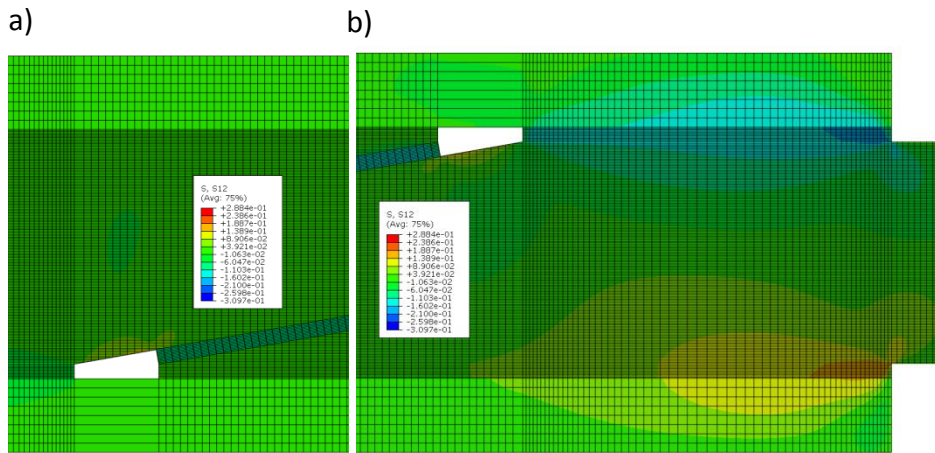 a)
b)
S, S12
(Avg: 75%)
+2.884e-01
+2.386e-01
+1.887e-01
+1.389e-01
+8.906e-02
+3.921e-02
-1.063e-02
-6.047e-02
-1.103e-01
-1.602e-01
-2.100e-01
-2.598e-01
-3.097e-01
S, S12
(Avg: 75%)
+2.884e-01
+2.386e-01
+1.887e-01
+1.389e-01
+8.906e-02
+3.921e-02
-1.063e-02
-6.047e-02
-1.103e-01
-1.602e-01
-2.100e-01
-2.598e-01
-3.097e-01